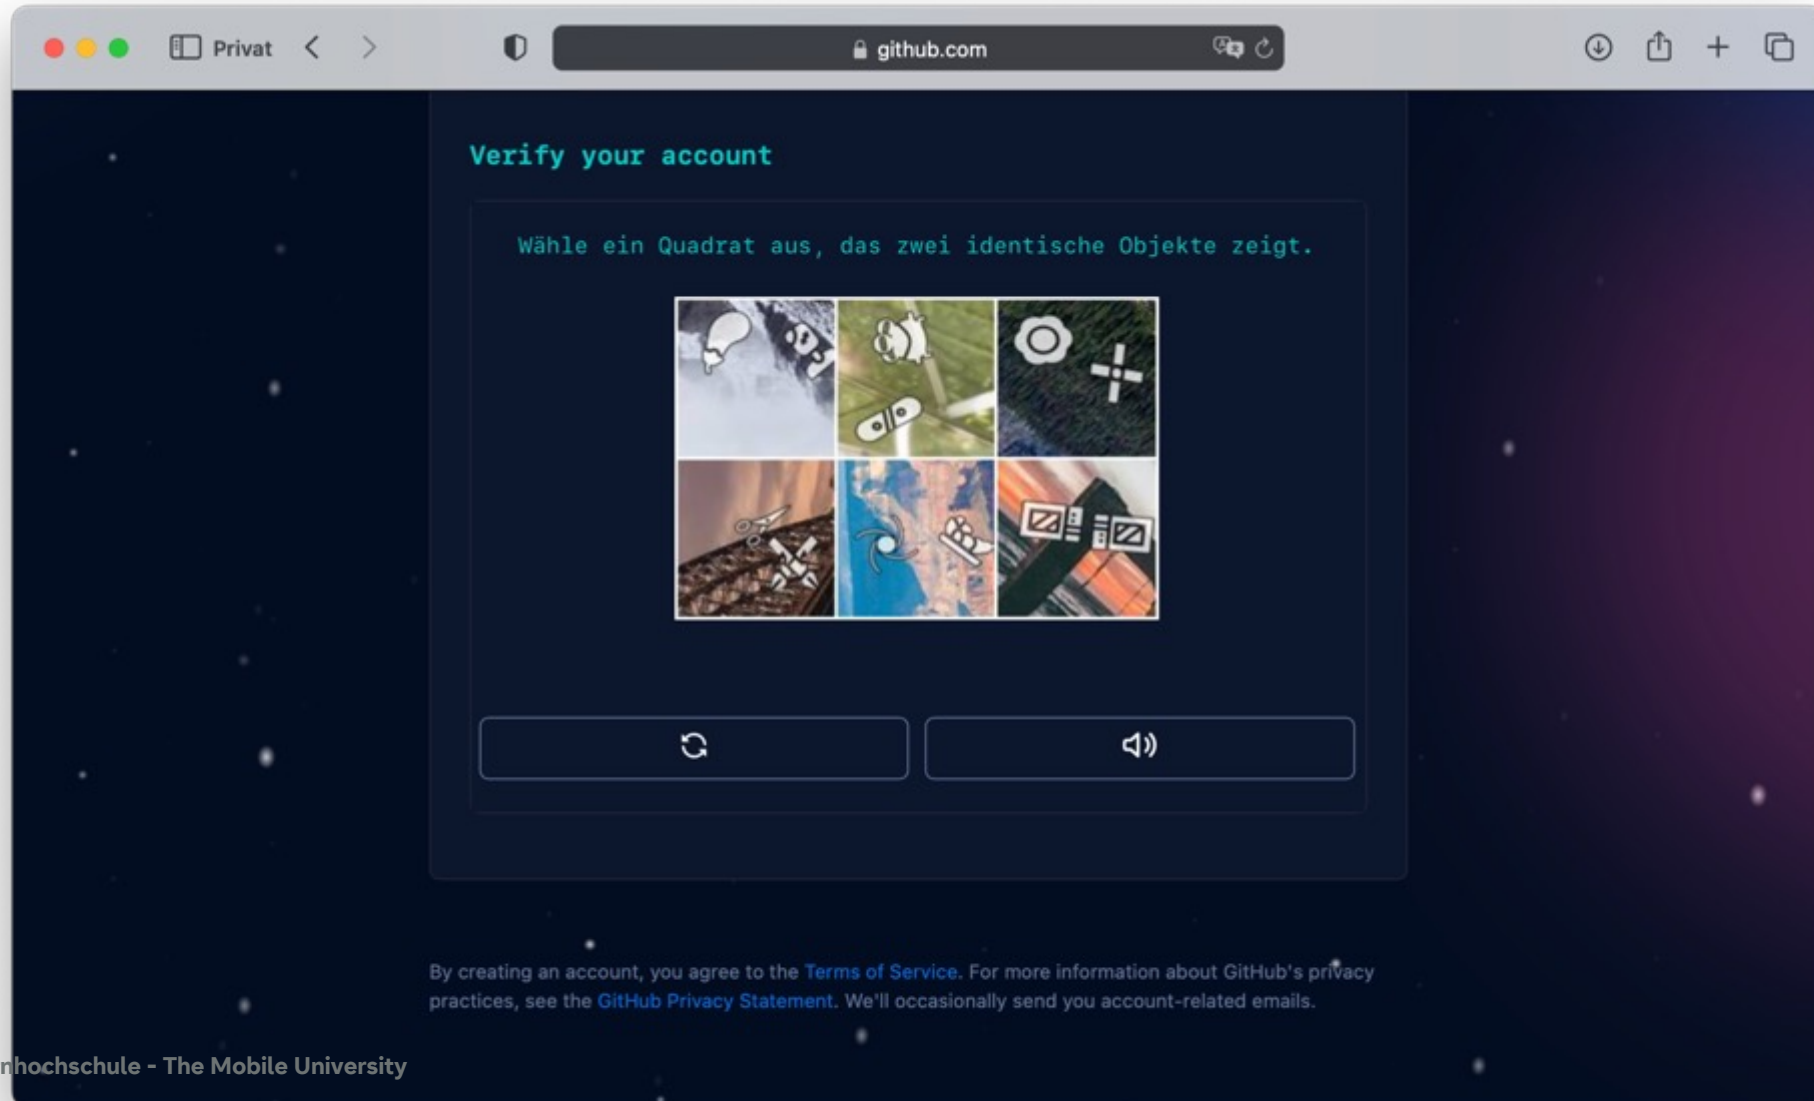 Privat
github.com
Verify your account
Wähle ein Quadrat aus, das zwei identische Objekte zeigt.
By creating an account, you agree to the Terms of Service. For more information about GitHub's privacy
practices, see the GitHub Privacy Statement. We'll occasionally send you account-related emails.
nhochschule - The Mobile University